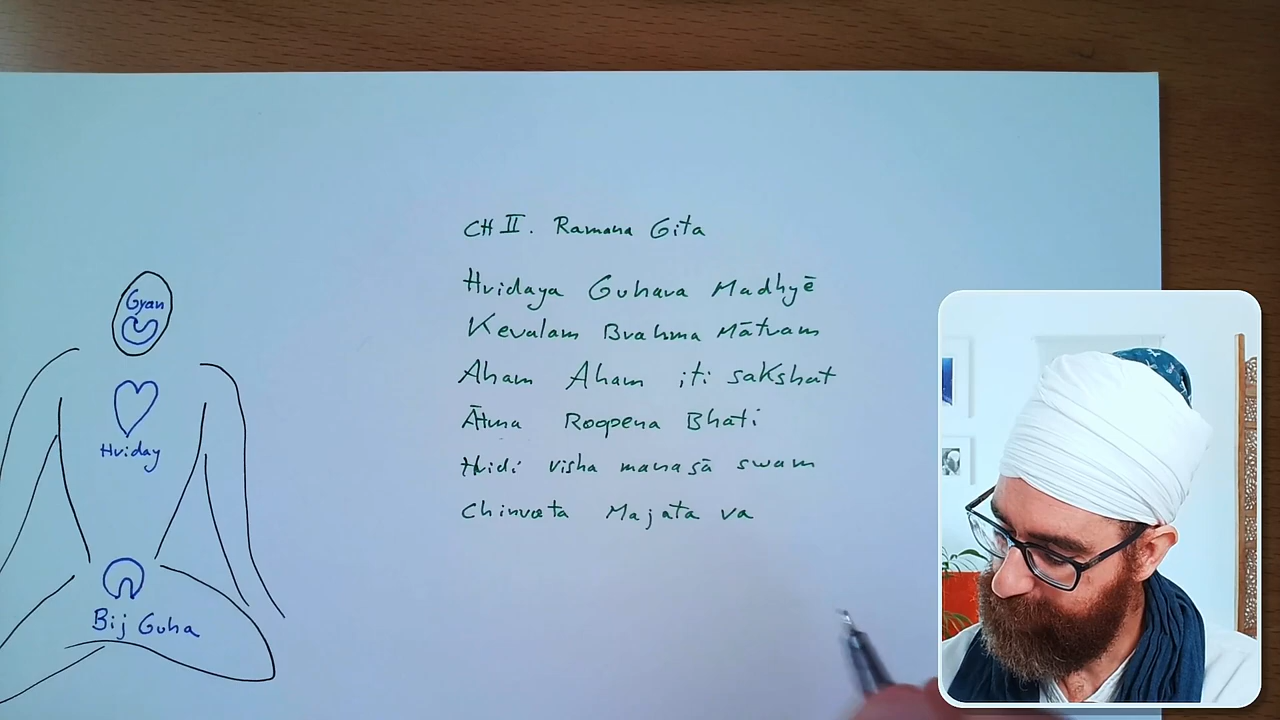 CH II. Ramana Gita
Hridaya Guhara Madhyē
Kevalam Brahma Mātram
Aham Aham iti sakshat
Ātma Roopena Bhati
Hridi visha manasā swam
Chinvata Majata va
Gyan
Hriday
Bij Guha